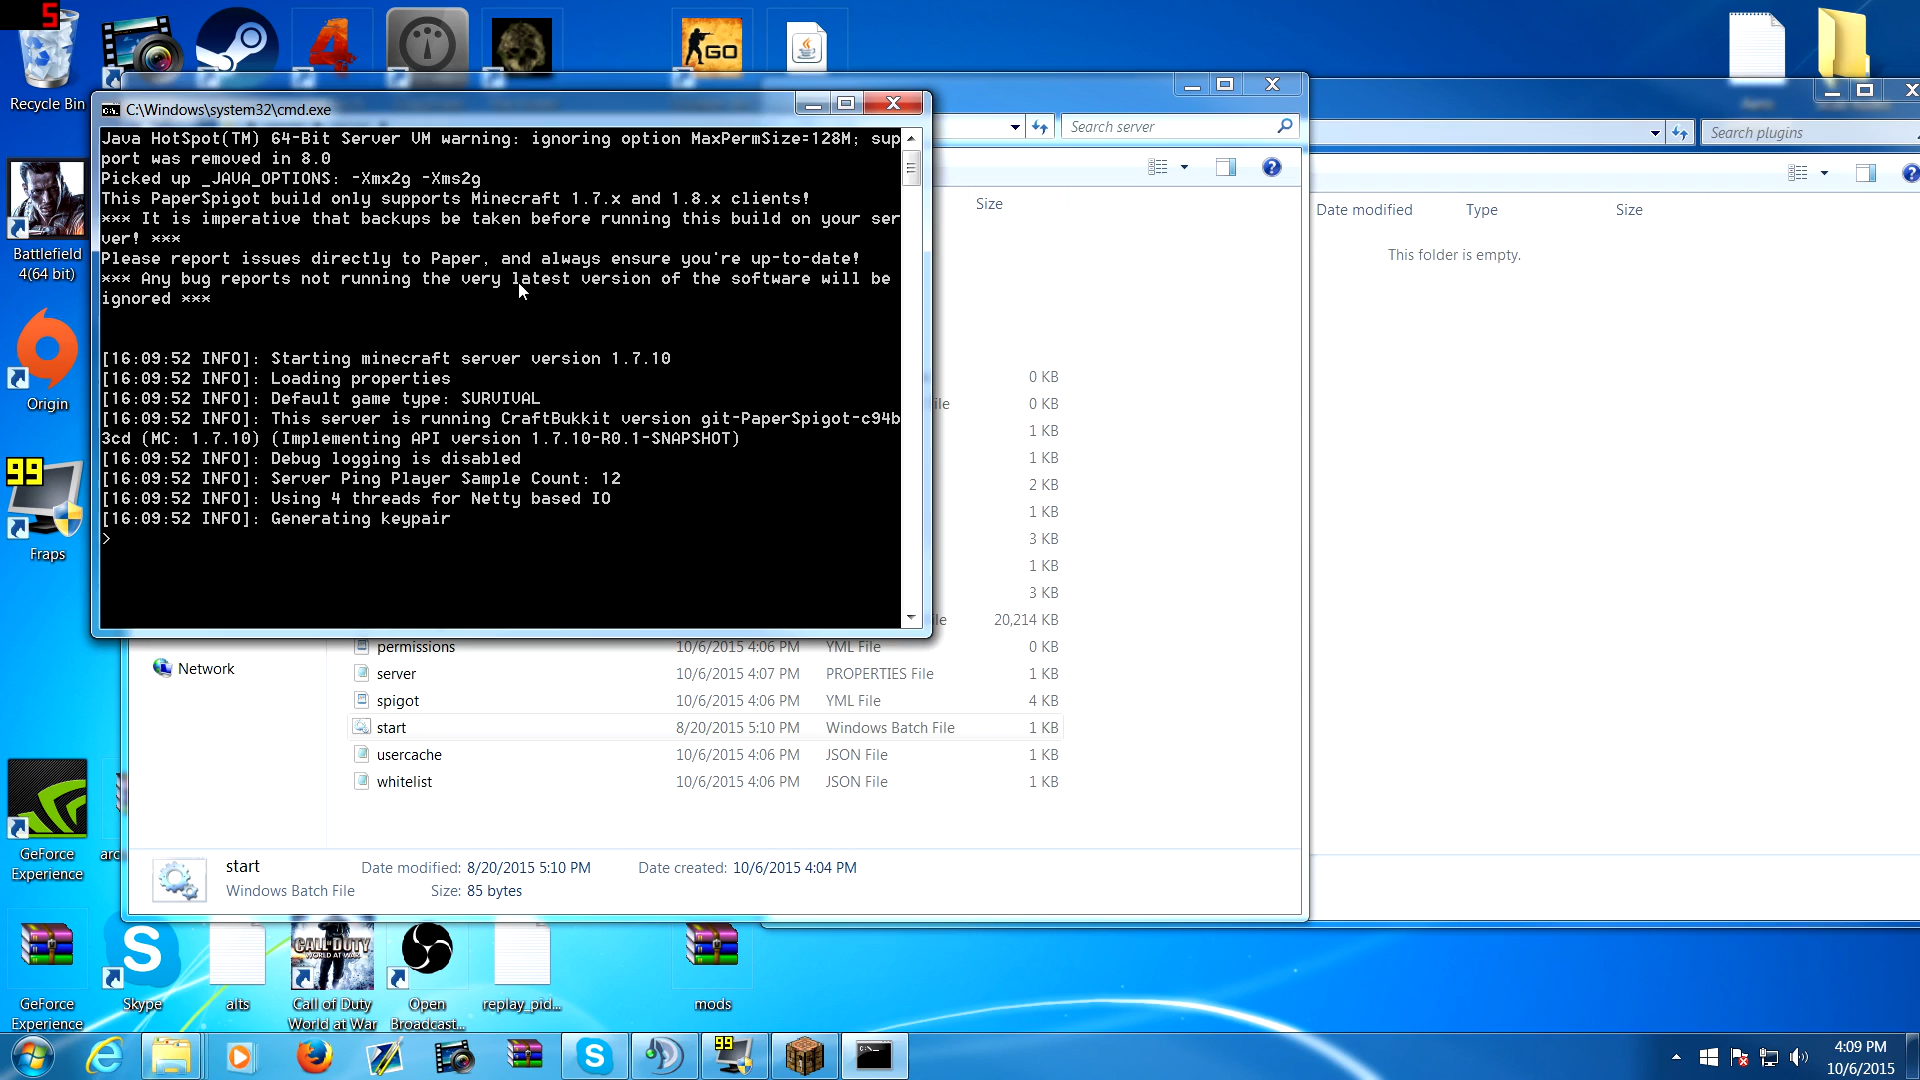 5
Recycle Bin
GO
C:\Windows\system32\cmd.exe
Java HotSpot(TM) 64-Bit Server VM warning: ignoring option MaxPermSize=128M; sup
port was removed in 8.0
Picked up _JAVA_OPTIONS: -Xmx2g -Xms2g
This PaperSpigot build only supports Minecraft 1.7.x and 1.8.x clients!
*** It is imperative that backups be taken before running this build on your ser
ver! ***
Please report issues directly to Paper, and always ensure you're up-to-date!
*** Any bug reports not running the very latest version of the software will be
ignored ***
[16:09:52 INFO]: Starting minecraft server version 1.7.10
[16:09:52 INFO]: Loading properties
[16:09:52 INFO]: Default game type: SURVIVAL
[16:09:52 INFO]: This server is running CraftBukkit version git-PaperSpigot-c94b
3cd (MC: 1.7.10) (Implementing API version 1.7.10-R0.1-SNAPSHOT)
[16:09:52 INFO]: Debug logging is disabled
[16:09:52 INFO]: Server Ping Player Sample Count: 12
[16:09:52 INFO]: Using 4 threads for Netty based IO
[16:09:52 INFO]: Generating keypair
>
Search server
Search plugins
Size
Date modified Type Size
This folder is empty.
0 KB
ile 0 KB
1 KB
1 KB
2 KB
1 KB
3 KB
1 KB
3 KB
ile 20,214 KB
permissions 10/6/2015 4:06 PM YML File 0 KB
server 10/6/2015 4:07 PM PROPERTIES File 1 KB
spigot 10/6/2015 4:06 PM YML File 4 KB
start 8/20/2015 5:10 PM Windows Batch File 1 KB
usercache 10/6/2015 4:06 PM JSON File 1 KB
whitelist 10/6/2015 4:06 PM JSON File 1 KB
Network
start Date modified: 8/20/2015 5:10 PM Date created: 10/6/2015 4:04 PM
Windows Batch File Size: 85 bytes
Battlefield
4(64 bit)
Origin
99
Fraps
GeForce
Experience
arc
GeForce
Experience
Skype
alts
CALL OF DUTY
WORLD AT WAR
Call of Duty
World at War
Open
Broadcast...
replay_pid...
mods
99
4:09 PM
10/6/2015